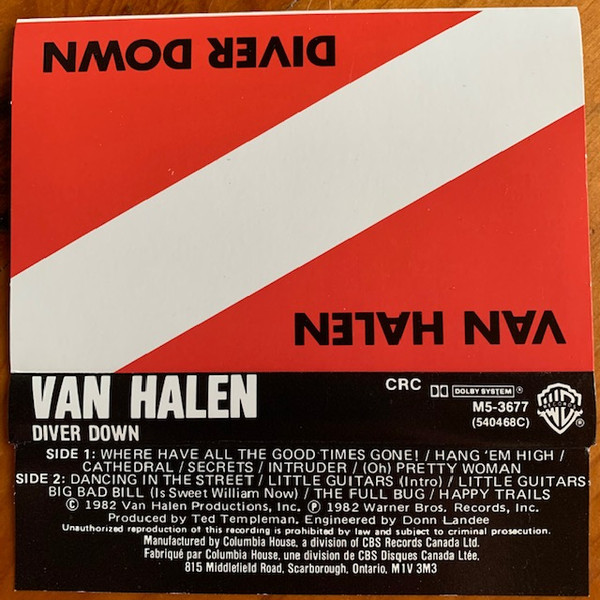 DIVER DOWN
VAN HALEN
VAN HALEN
DIVER DOWN
CRC DOLBY SYSTEM ®
M5-3677
(540468C)
RECORDS
SIDE 1: WHERE HAVE ALL THE GOOD TIMES GONE! / HANG 'EM HIGH /
CATHEDRAL / SECRETS / INTRUDER / (Oh) PRETTY WOMAN
SIDE 2: DANCING IN THE STREET / LITTLE GUITARS (Intro) / LITTLE GUITARS
BIG BAD BILL (Is Sweet William Now) / THE FULL BUG / HAPPY TRAILS
© 1982 Van Halen Productions, Inc. ℗ 1982 Warner Bros. Records, Inc.
Produced by Ted Templeman, Engineered by Donn Landee
Unauthorized reproduction of this recording is prohibited by law and subject to criminal prosecution.
Manufactured by Columbia House, a division of CBS Records Canada Ltd.
Fabriqué par Columbia House, une division de CBS Disques Canada Ltée.
815 Middlefield Road, Scarborough, Ontario, M1V 3M3